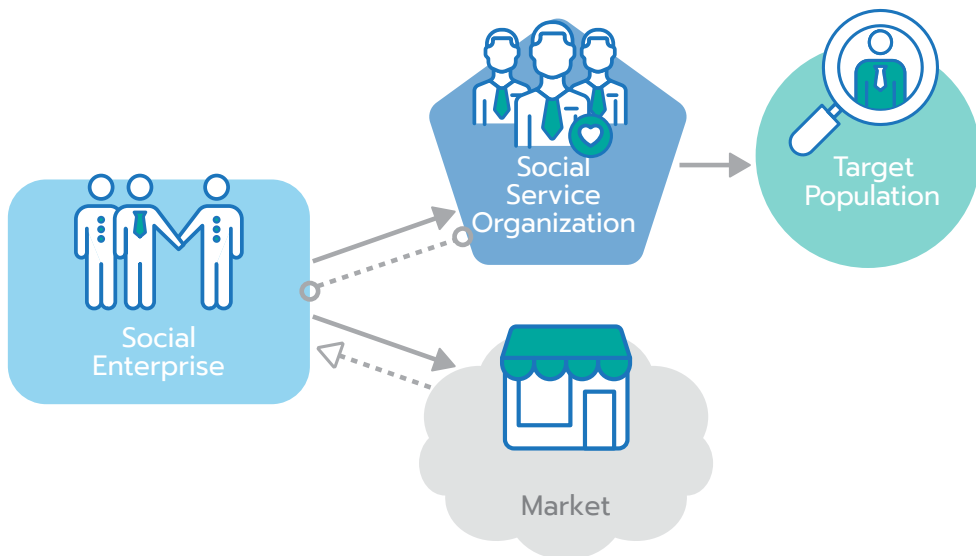 Social
Service
Organization
Target
Population
Social
Enterprise
Market